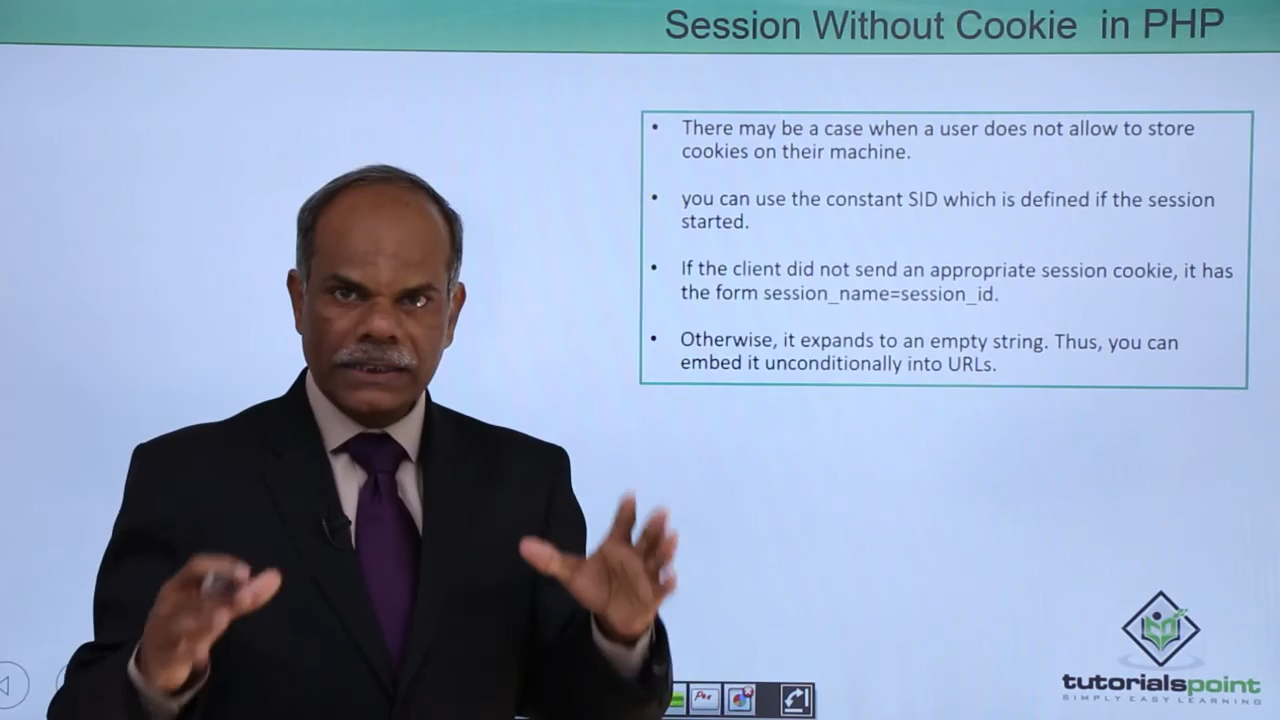 Session Without Cookie in PHP
• There may be a case when a user does not allow to store
cookies on their machine.
• you can use the constant SID which is defined if the session
started.
• If the client did not send an appropriate session cookie, it has
the form session_name=session_id.
• Otherwise, it expands to an empty string. Thus, you can
embed it unconditionally into URLs.
tutorialspoint
SIMPLY EASY LEARNING